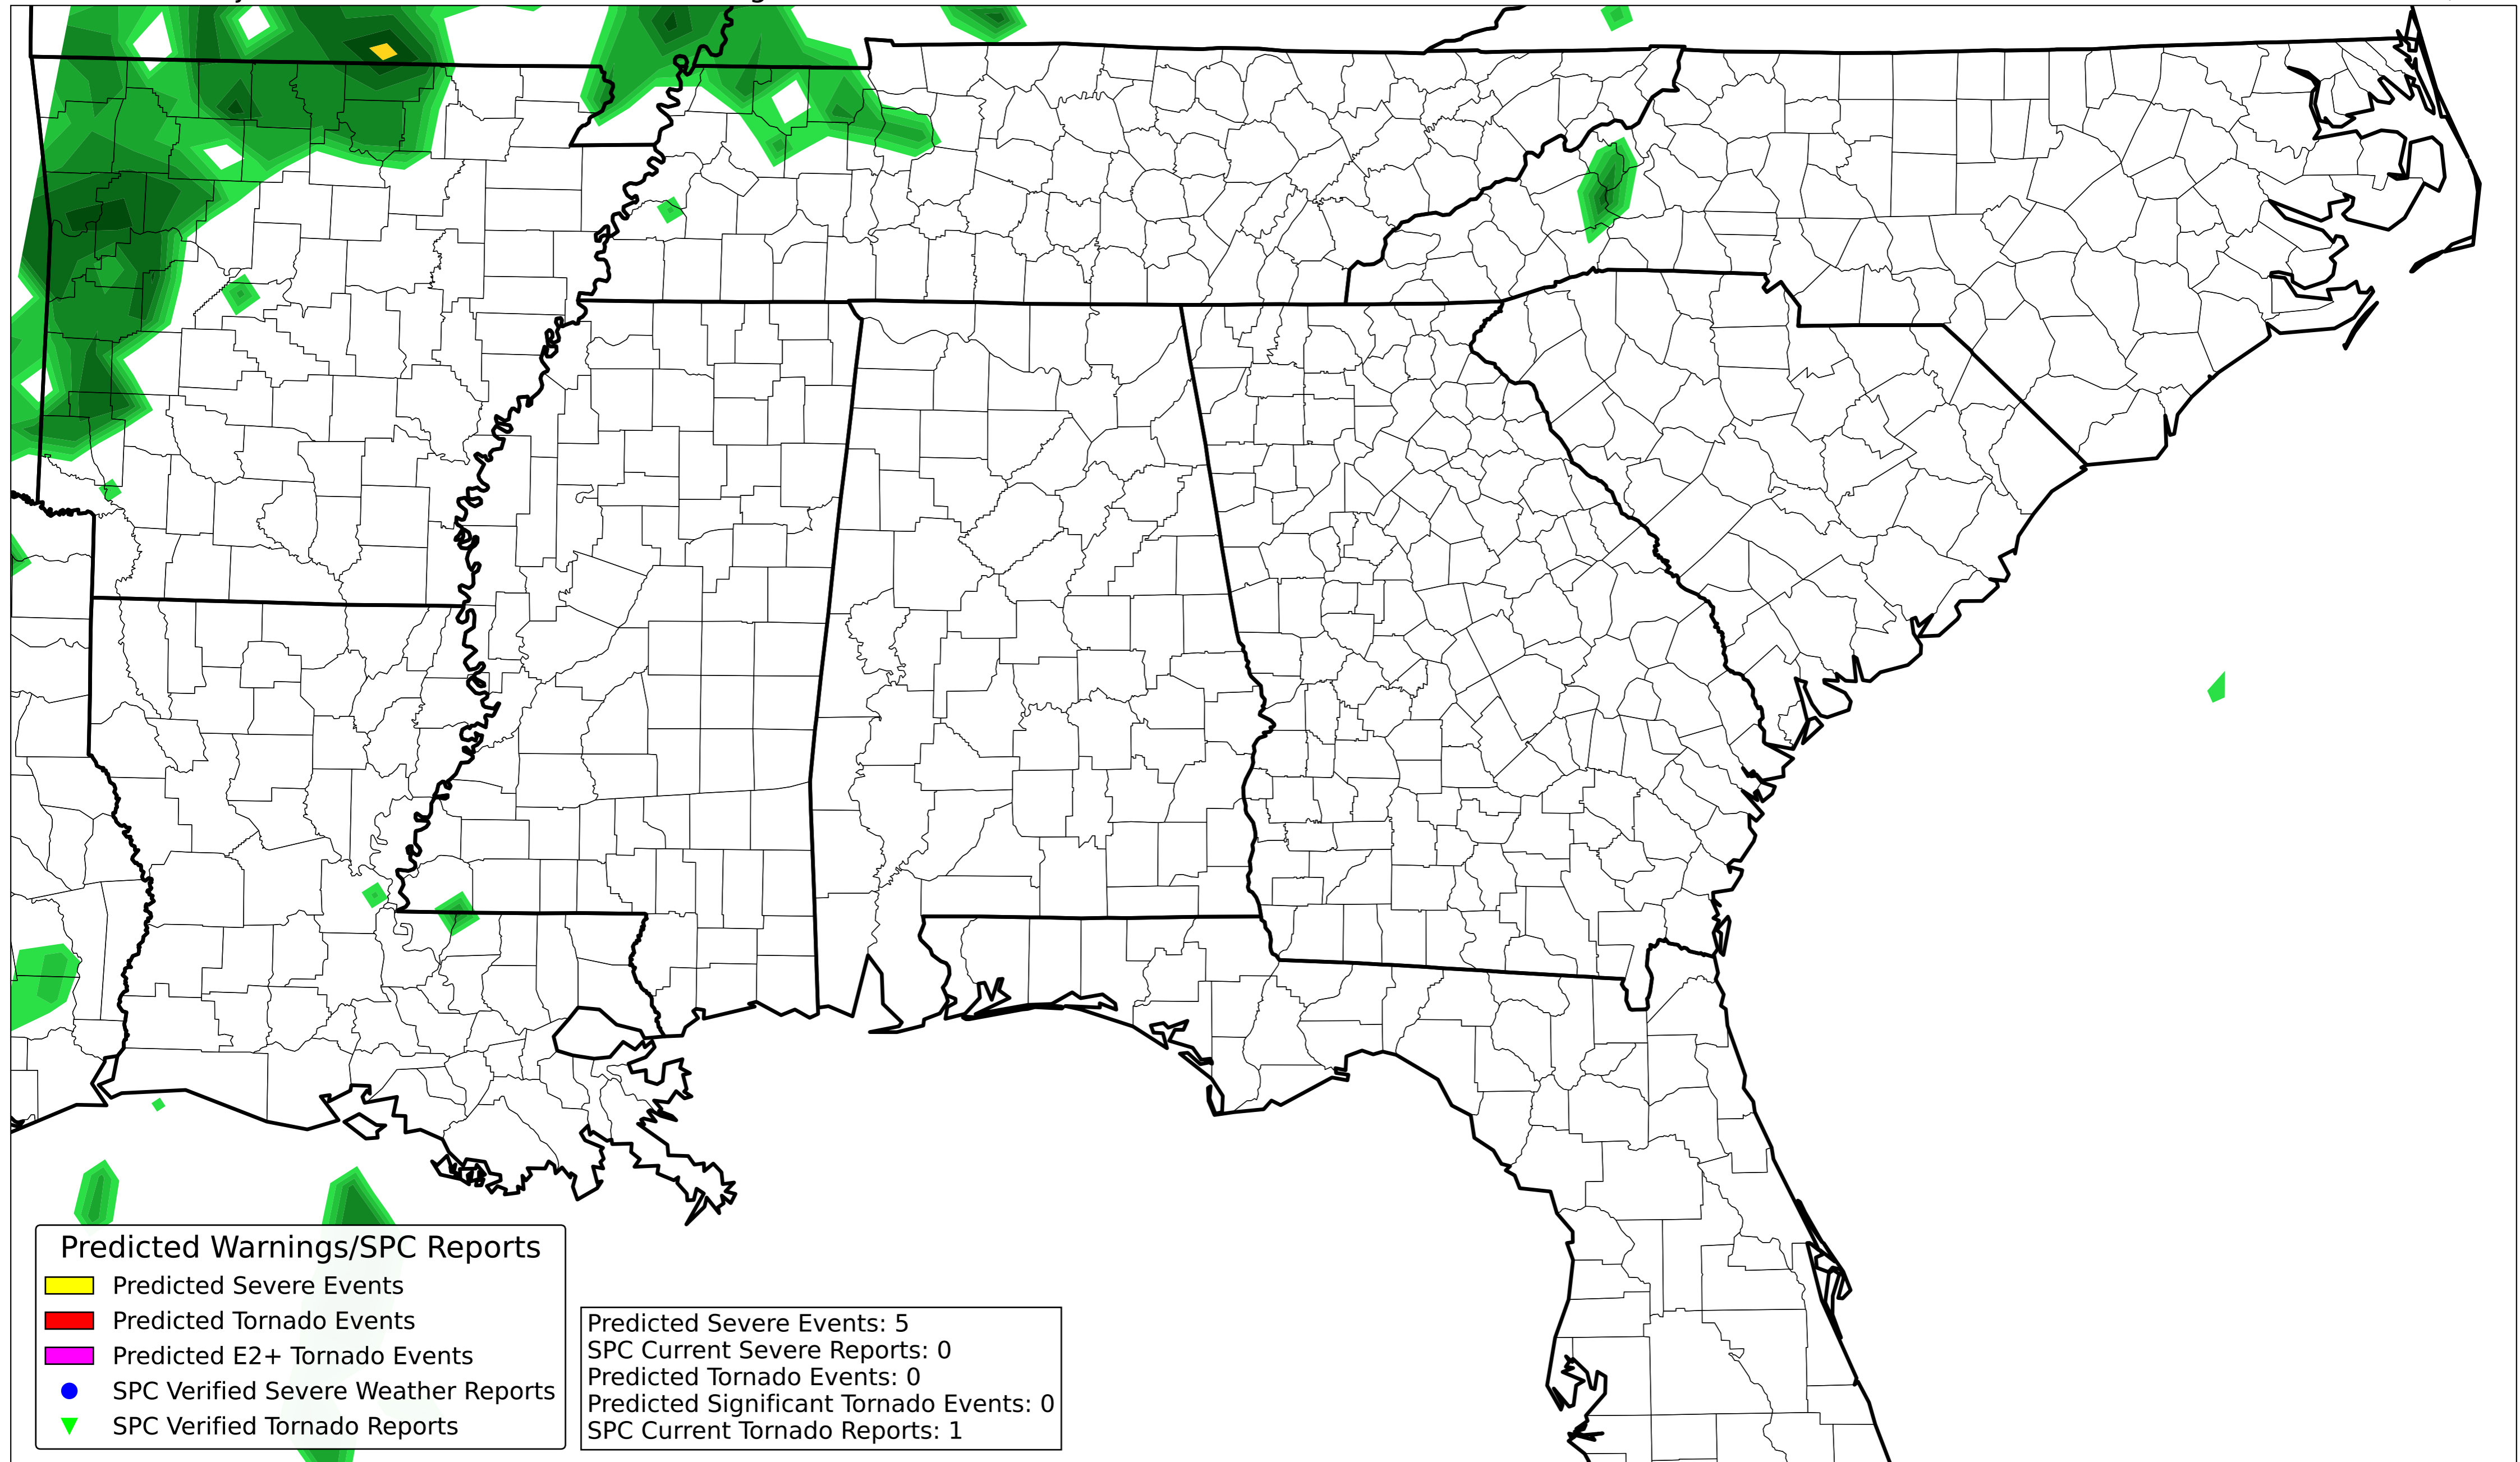 Predicted Warnings/SPC Reports
Predicted Severe Events
Predicted Tornado Events
Predicted E2+ Tornado Events
SPC Verified Severe Weather Reports
SPC Verified Tornado Reports
Predicted Severe Events: 5
SPC Current Severe Reports: 0
Predicted Tornado Events: 0
Predicted Significant Tornado Events: 0
SPC Current Tornado Reports: 1